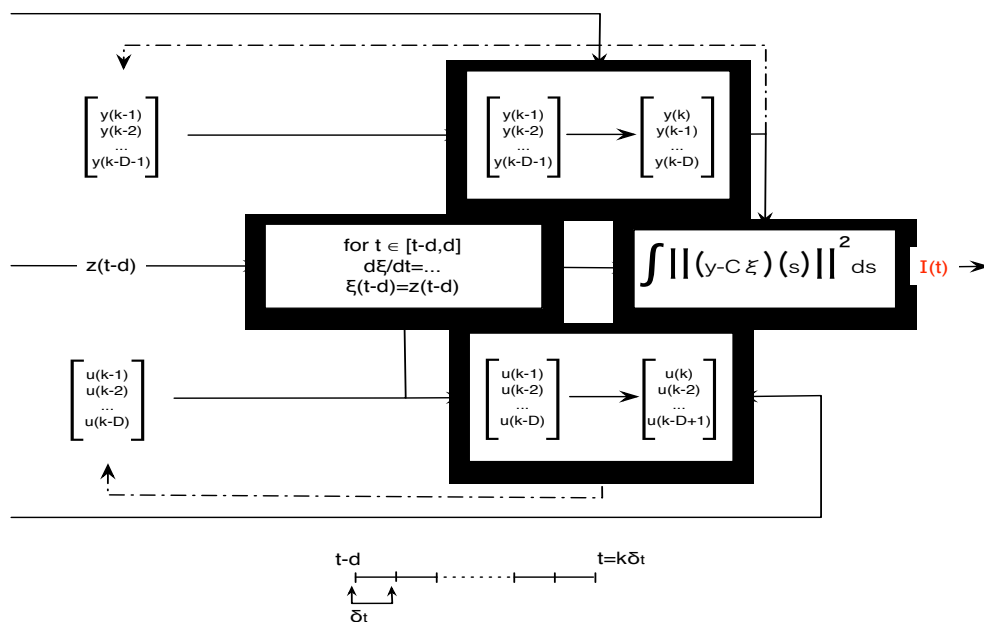 y(k-1)
y(k-2)
...
y(k-D-1)
y(k-1)
y(k-2)
...
y(k-D-1)
y(k)
y(k-1)
...
y(k-D)
z(t-d)
for t ∈ [t-d,d]
dξ/dt=...
ξ(t-d)=z(t-d)
∫||(y-Cξ)(s)||² ds
I(t)
u(k-1)
u(k-2)
...
u(k-D)
u(k-1)
u(k-2)
...
u(k-D)
u(k)
u(k-2)
...
u(k-D+1)
t-d
t=kδt
δt